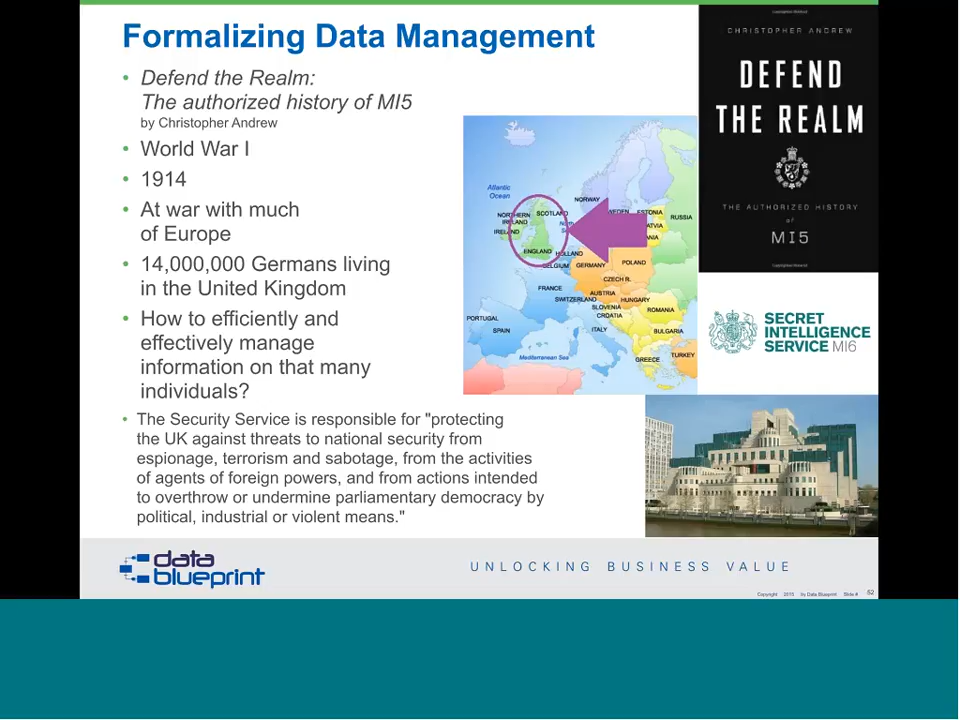 Formalizing Data Management
• Defend the Realm:
The authorized history of MI5
by Christopher Andrew
• World War I
• 1914
• At war with much
of Europe
• 14,000,000 Germans living
in the United Kingdom
• How to efficiently and
effectively manage
information on that many
individuals?
• The Security Service is responsible for "protecting
the UK against threats to national security from
espionage, terrorism and sabotage, from the activities
of agents of foreign powers, and from actions intended
to overthrow or undermine parliamentary democracy by
political, industrial or violent means."
Atlantic
Ocean
NORWAY
ESTONIA
RUSSIA
NORTHERN
IRELAND
SCOTLAND
IRELAND
ENGLAND
HOLLAND
BELGIUM
GERMANY
POLAND
CZECH R.
FRANCE
AUSTRIA
SWITZERLAND
HUNGARY
SLOVENIA
CROATIA
ROMANIA
PORTUGAL
SPAIN
ITALY
BULGARIA
Mediterranean Sea
GREECE
TURKEY
CHRISTOPHER ANDREW
DEFEND
THE REALM
THE AUTHORIZED HISTORY
of
MI5
SECRET
INTELLIGENCE
SERVICE MI6
data
blueprint
UNLOCKING BUSINESS VALUE
Copyright 2015 by Data Blueprint Slide # 52